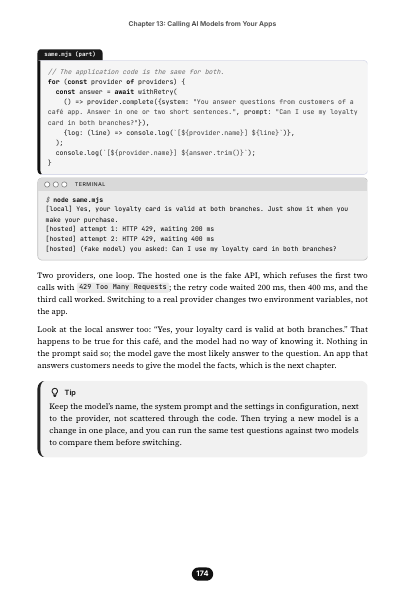 Chapter 13: Calling AI Models from Your Apps
same.mjs (part)
// The application code is the same for both.
for (const provider of providers) {
  const answer = await withRetry(
    () => provider.complete({system: "You answer questions from customers of a
café app. Answer in one or two short sentences.", prompt: "Can I use my loyalty
card in both branches?"}),
    {log: (line) => console.log(`[${provider.name}] ${line}`)},
  );
  console.log(`[${provider.name}] ${answer.trim()}`);
}
TERMINAL
$ node same.mjs
[local] Yes, your loyalty card is valid at both branches. Just show it when you
make your purchase.
[hosted] attempt 1: HTTP 429, waiting 200 ms
[hosted] attempt 2: HTTP 429, waiting 400 ms
[hosted] (fake model) you asked: Can I use my loyalty card in both branches?
Two providers, one loop. The hosted one is the fake API, which refuses the first two
calls with 429 Too Many Requests; the retry code waited 200 ms, then 400 ms, and the
third call worked. Switching to a real provider changes two environment variables, not
the app.
Look at the local answer too: “Yes, your loyalty card is valid at both branches.” That
happens to be true for this café, and the model had no way of knowing it. Nothing in
the prompt said so; the model gave the most likely answer to the question. An app that
answers customers needs to give the model the facts, which is the next chapter.
Tip
Keep the model’s name, the system prompt and the settings in configuration, next
to the provider, not scattered through the code. Then trying a new model is a
change in one place, and you can run the same test questions against two models
to compare them before switching.
174